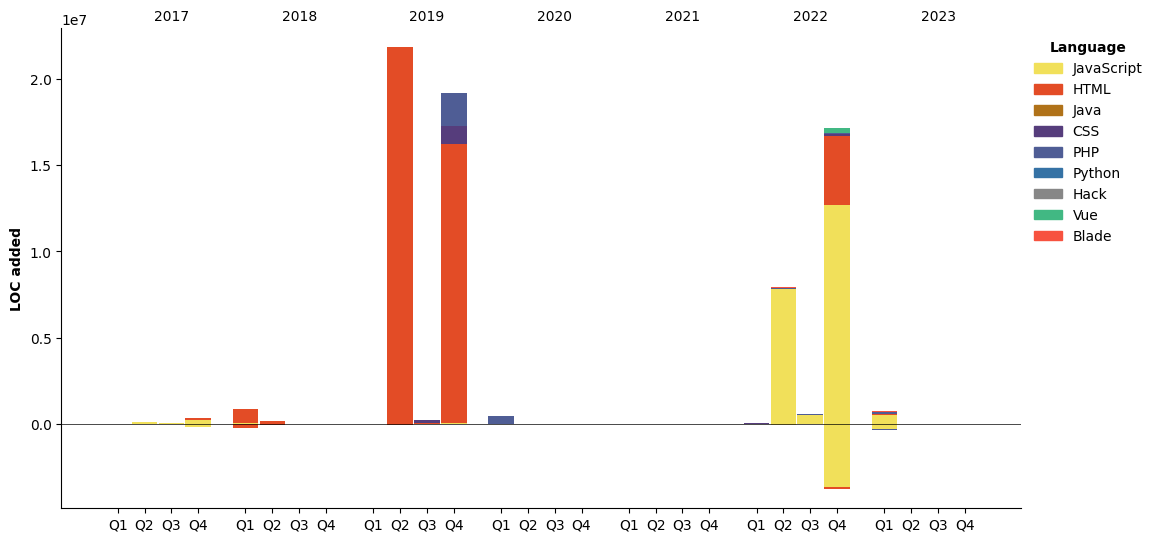 1e7
2017 2018 2019 2020 2021 2022 2023
Language
JavaScript
HTML
Java
CSS
PHP
Python
Hack
Vue
Blade
LOC added
2.0
1.5
1.0
0.5
0.0
Q1 Q2 Q3 Q4 Q1 Q2 Q3 Q4 Q1 Q2 Q3 Q4 Q1 Q2 Q3 Q4 Q1 Q2 Q3 Q4 Q1 Q2 Q3 Q4 Q1 Q2 Q3 Q4